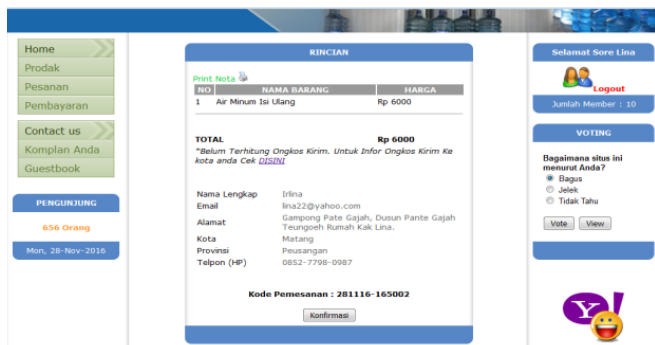 Home
Prodak
Pesanan
Pembayaran
Contact us
Komplan Anda
Guestbook
PENGUNJUNG
656 Orang
Mon, 28-Nov-2016
RINCIAN
Print Nota
NO NAMA BARANG HARGA
1 Air Minum Isi Ulang Rp 6000
TOTAL Rp 6000
*Belum Terhitung Ongkos Kirim. Untuk Infor Ongkos Kirim Ke
kota anda Cek DISINI
Nama Lengkap Irlina
Email lina22@yahoo.com
Alamat Gampong Pate Gajah, Dusun Pante Gajah
Teungoeh Rumah Kak Lina.
Kota Matang
Provinsi Peusangan
Telpon (HP) 0852-7798-0987
Kode Pemesanan : 281116-165002
Konfirmasi
Selamat Sore Lina
Logout
Jumlah Member : 10
VOTING
Bagaimana situs ini
menurut Anda?
Bagus
Jelek
Tidak Tahu
Vote View
Y!